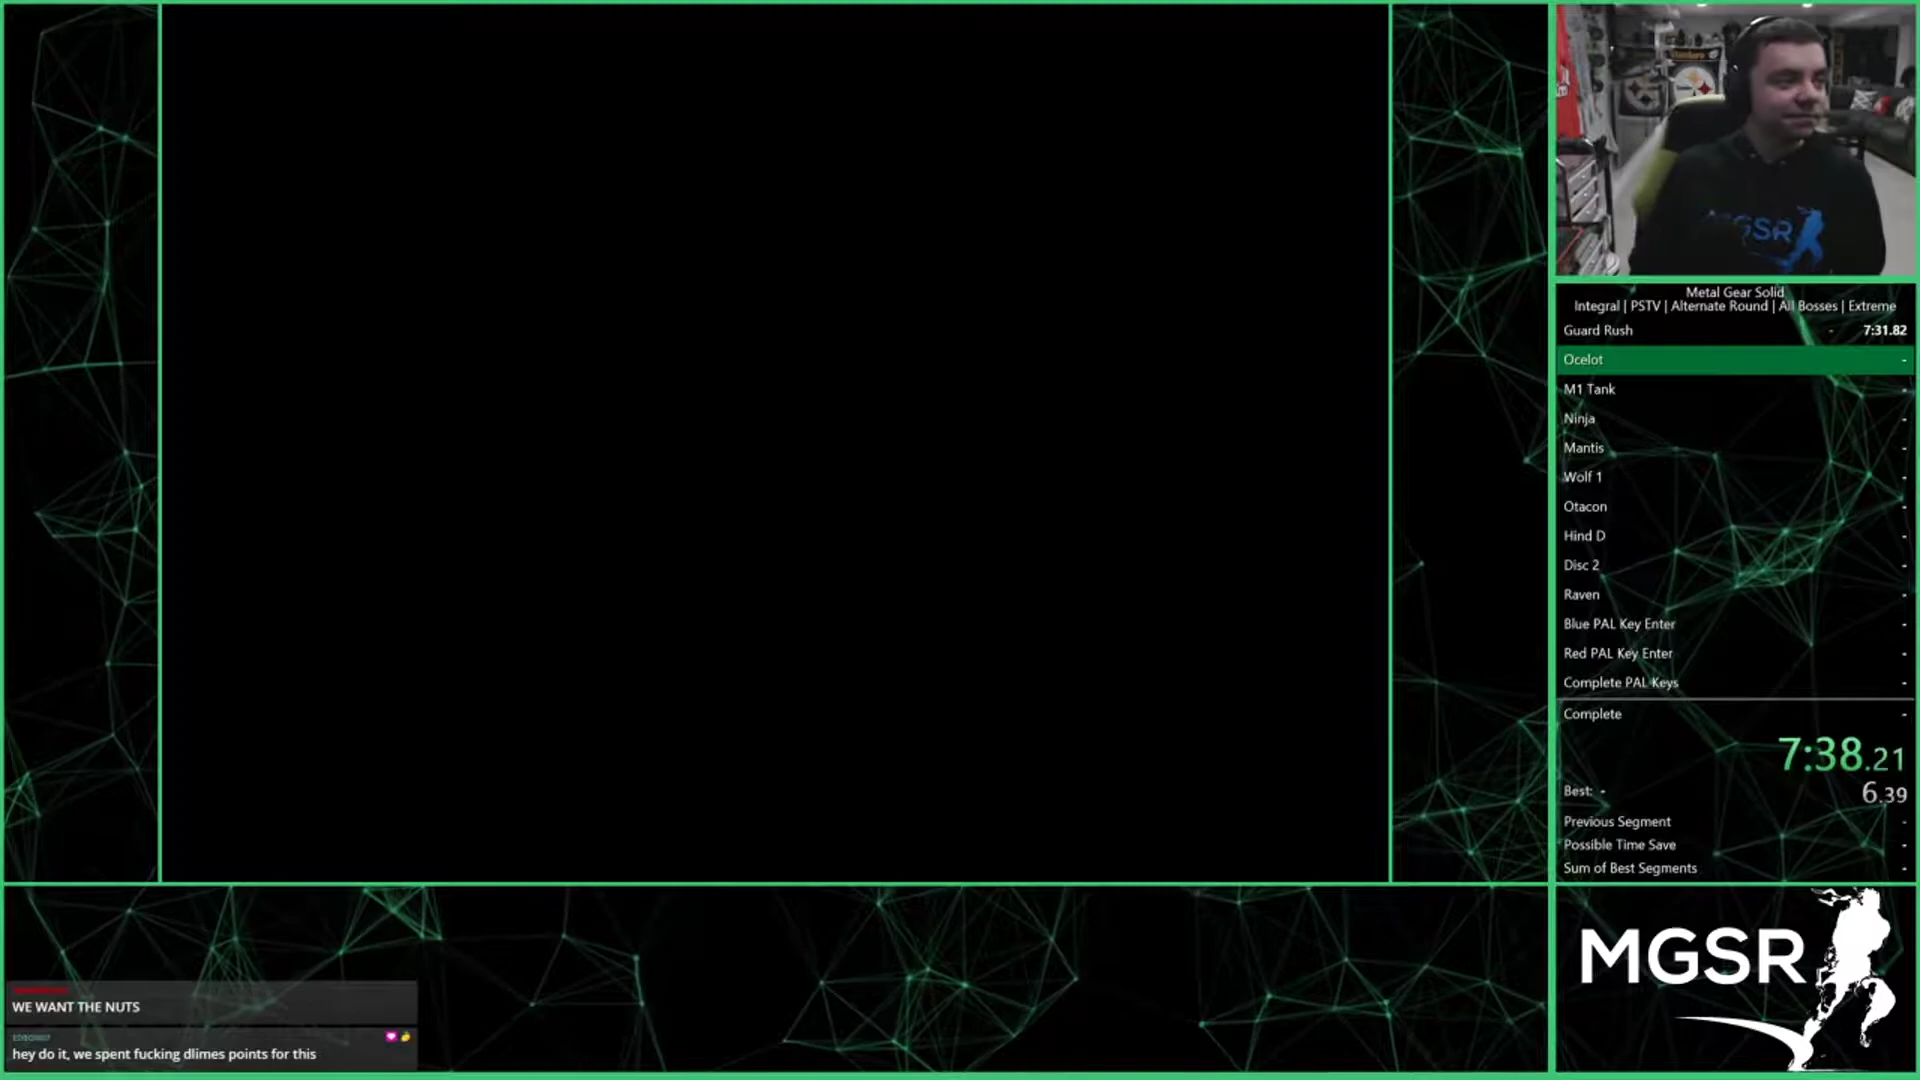 Steelers
MGSR
Metal Gear Solid
Integral | PSTV | Alternate Round | All Bosses | Extreme
Guard Rush - 7:31.82
Ocelot -
M1 Tank -
Ninja -
Mantis -
Wolf 1 -
Otacon -
Hind D -
Disc 2 -
Raven -
Blue PAL Key Enter -
Red PAL Key Enter -
Complete PAL Keys -
Complete -
7:38.21
Best: - 6.39
Previous Segment -
Possible Time Save -
Sum of Best Segments -
MGSR
WE WANT THE NUTS
hey do it, we spent fucking dlimes points for this